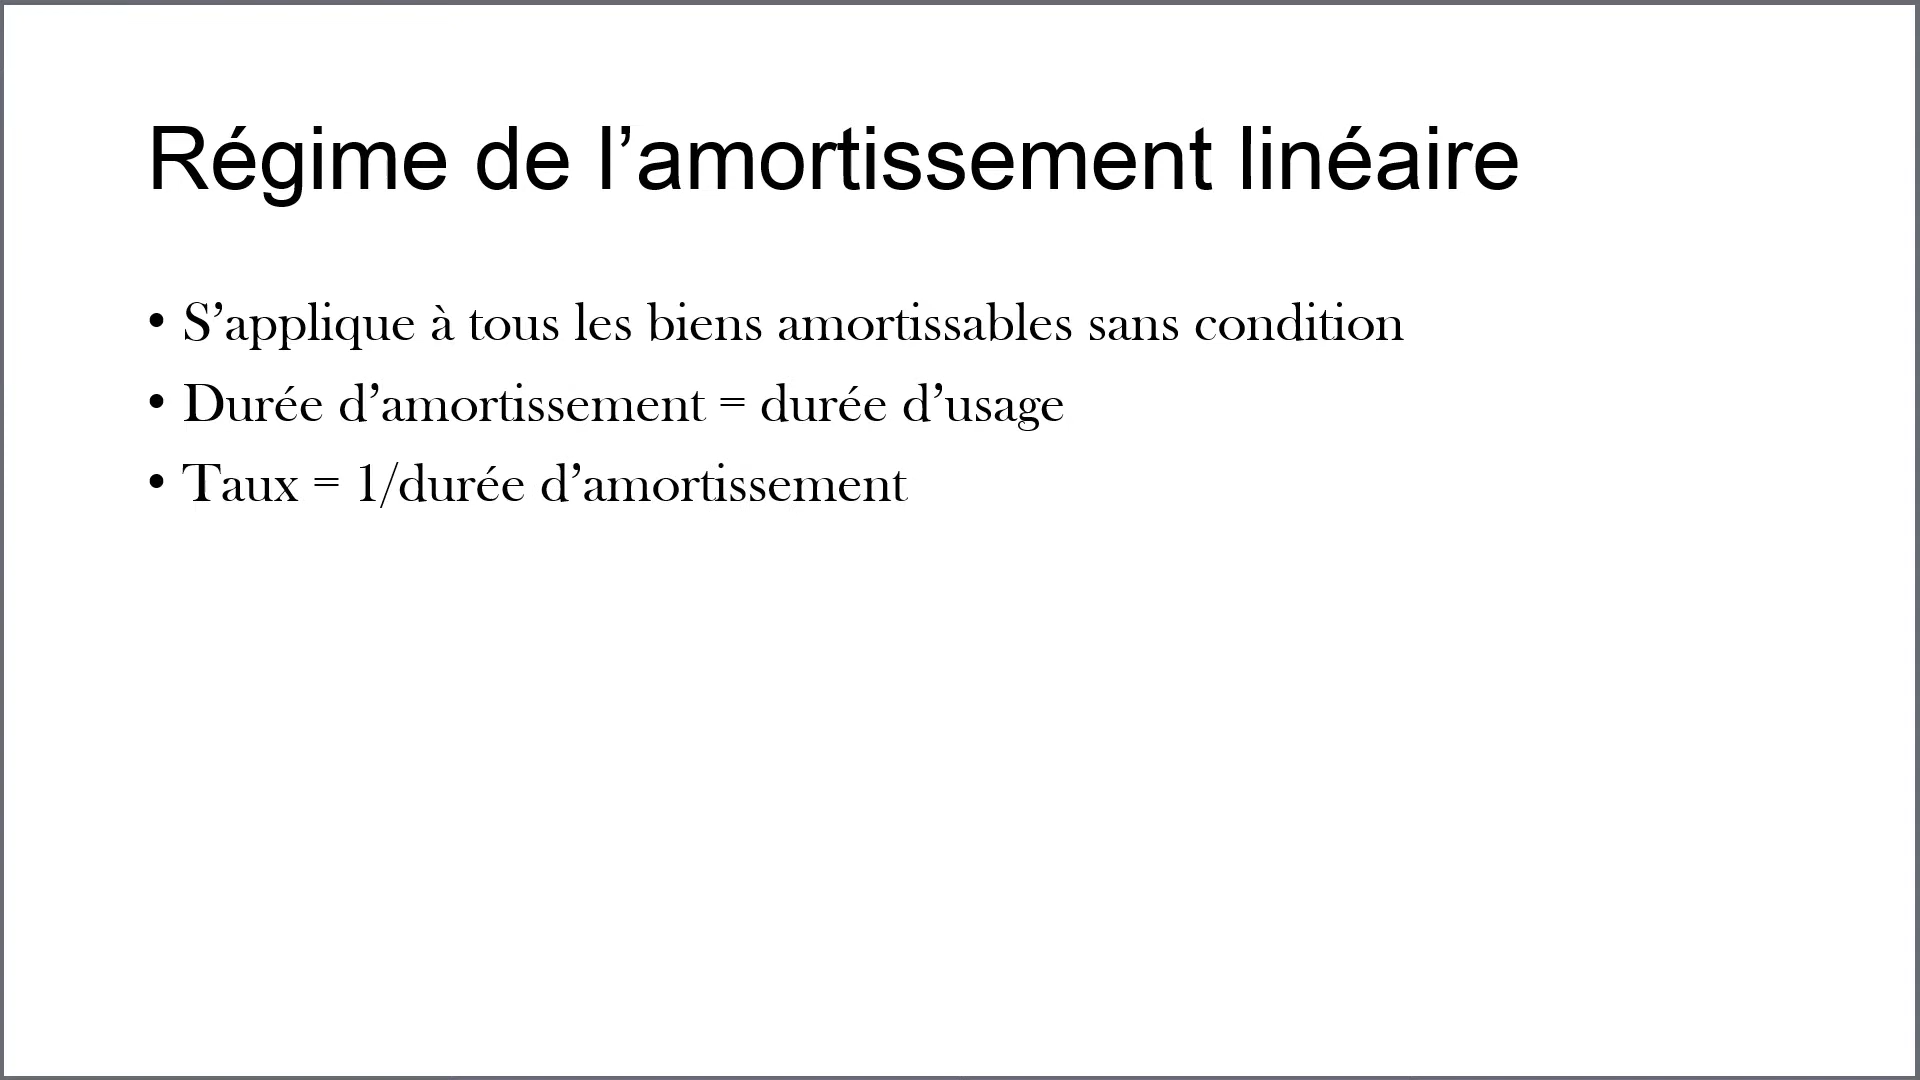 Régime de l’amortissement linéaire
• S’applique à tous les biens amortissables sans condition
• Durée d’amortissement = durée d’usage
• Taux = 1/durée d’amortissement